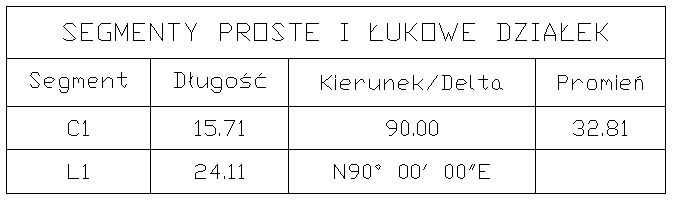 SEGMENTY PROSTE I ŁUKOWE DZIAŁEK
Segment Długość Kierunek/Delta Promień
C1 15.71 90.00 32.81
L1 24.11 N90° 00′ 00″E